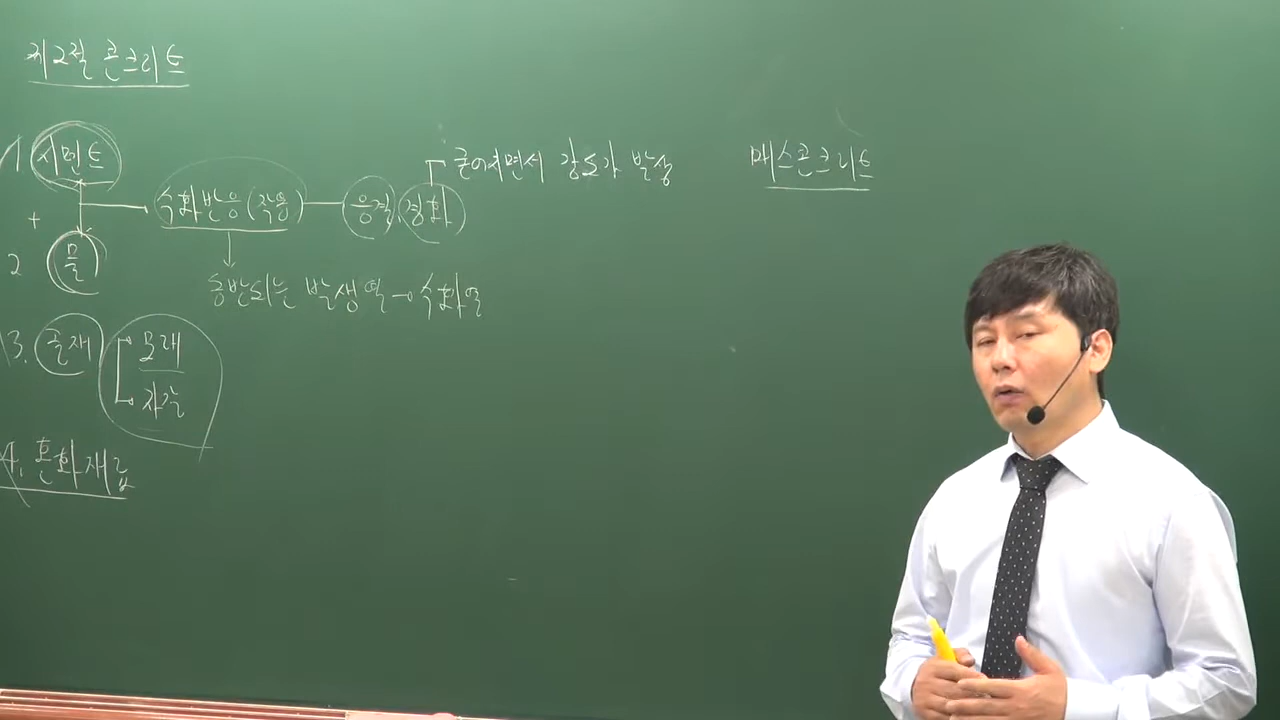 제2절 콘크리트
1 시멘트
+
2 물
수화반응(작용)
응결, 경화
굳어지면서 강도가 발생
동반되는 발생열 → 수화열
3. 골재
모래
자갈
4. 혼화재료
매스콘크리트